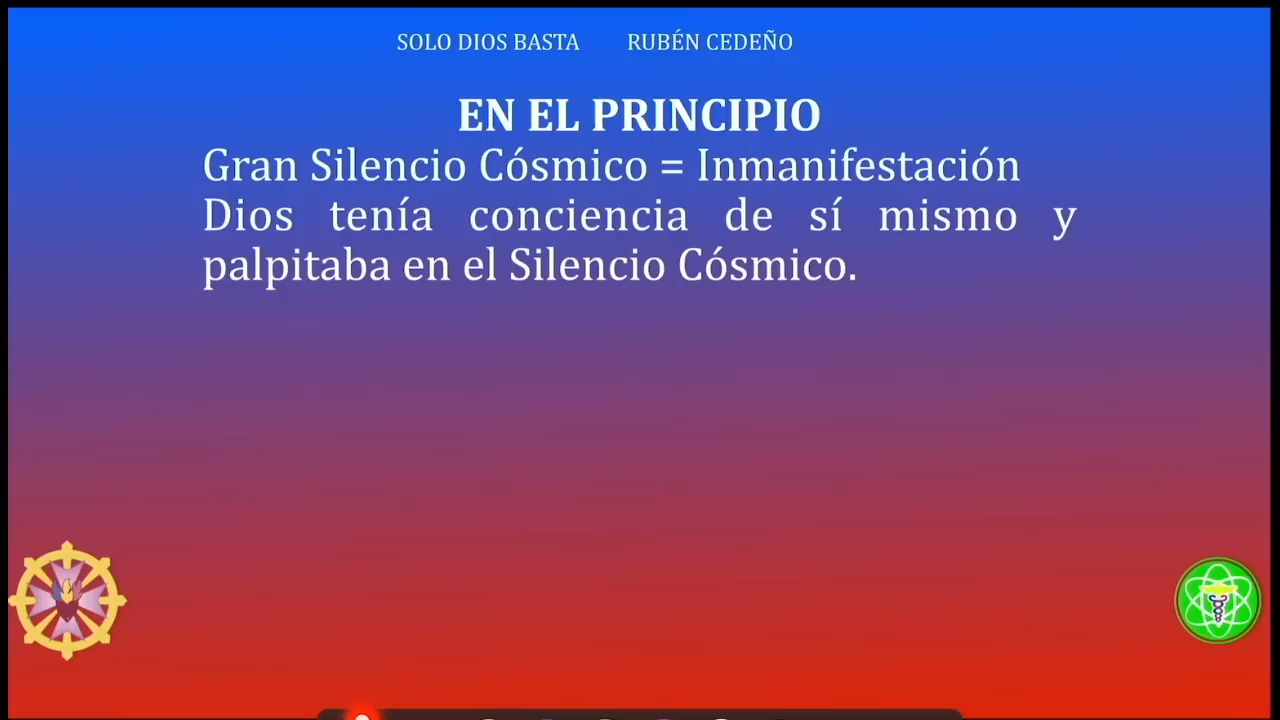 SOLO DIOS BASTA RUBÉN CEDEÑO
EN EL PRINCIPIO
Gran Silencio Cósmico = Inmanifestación
Dios tenía conciencia de sí mismo y
palpitaba en el Silencio Cósmico.